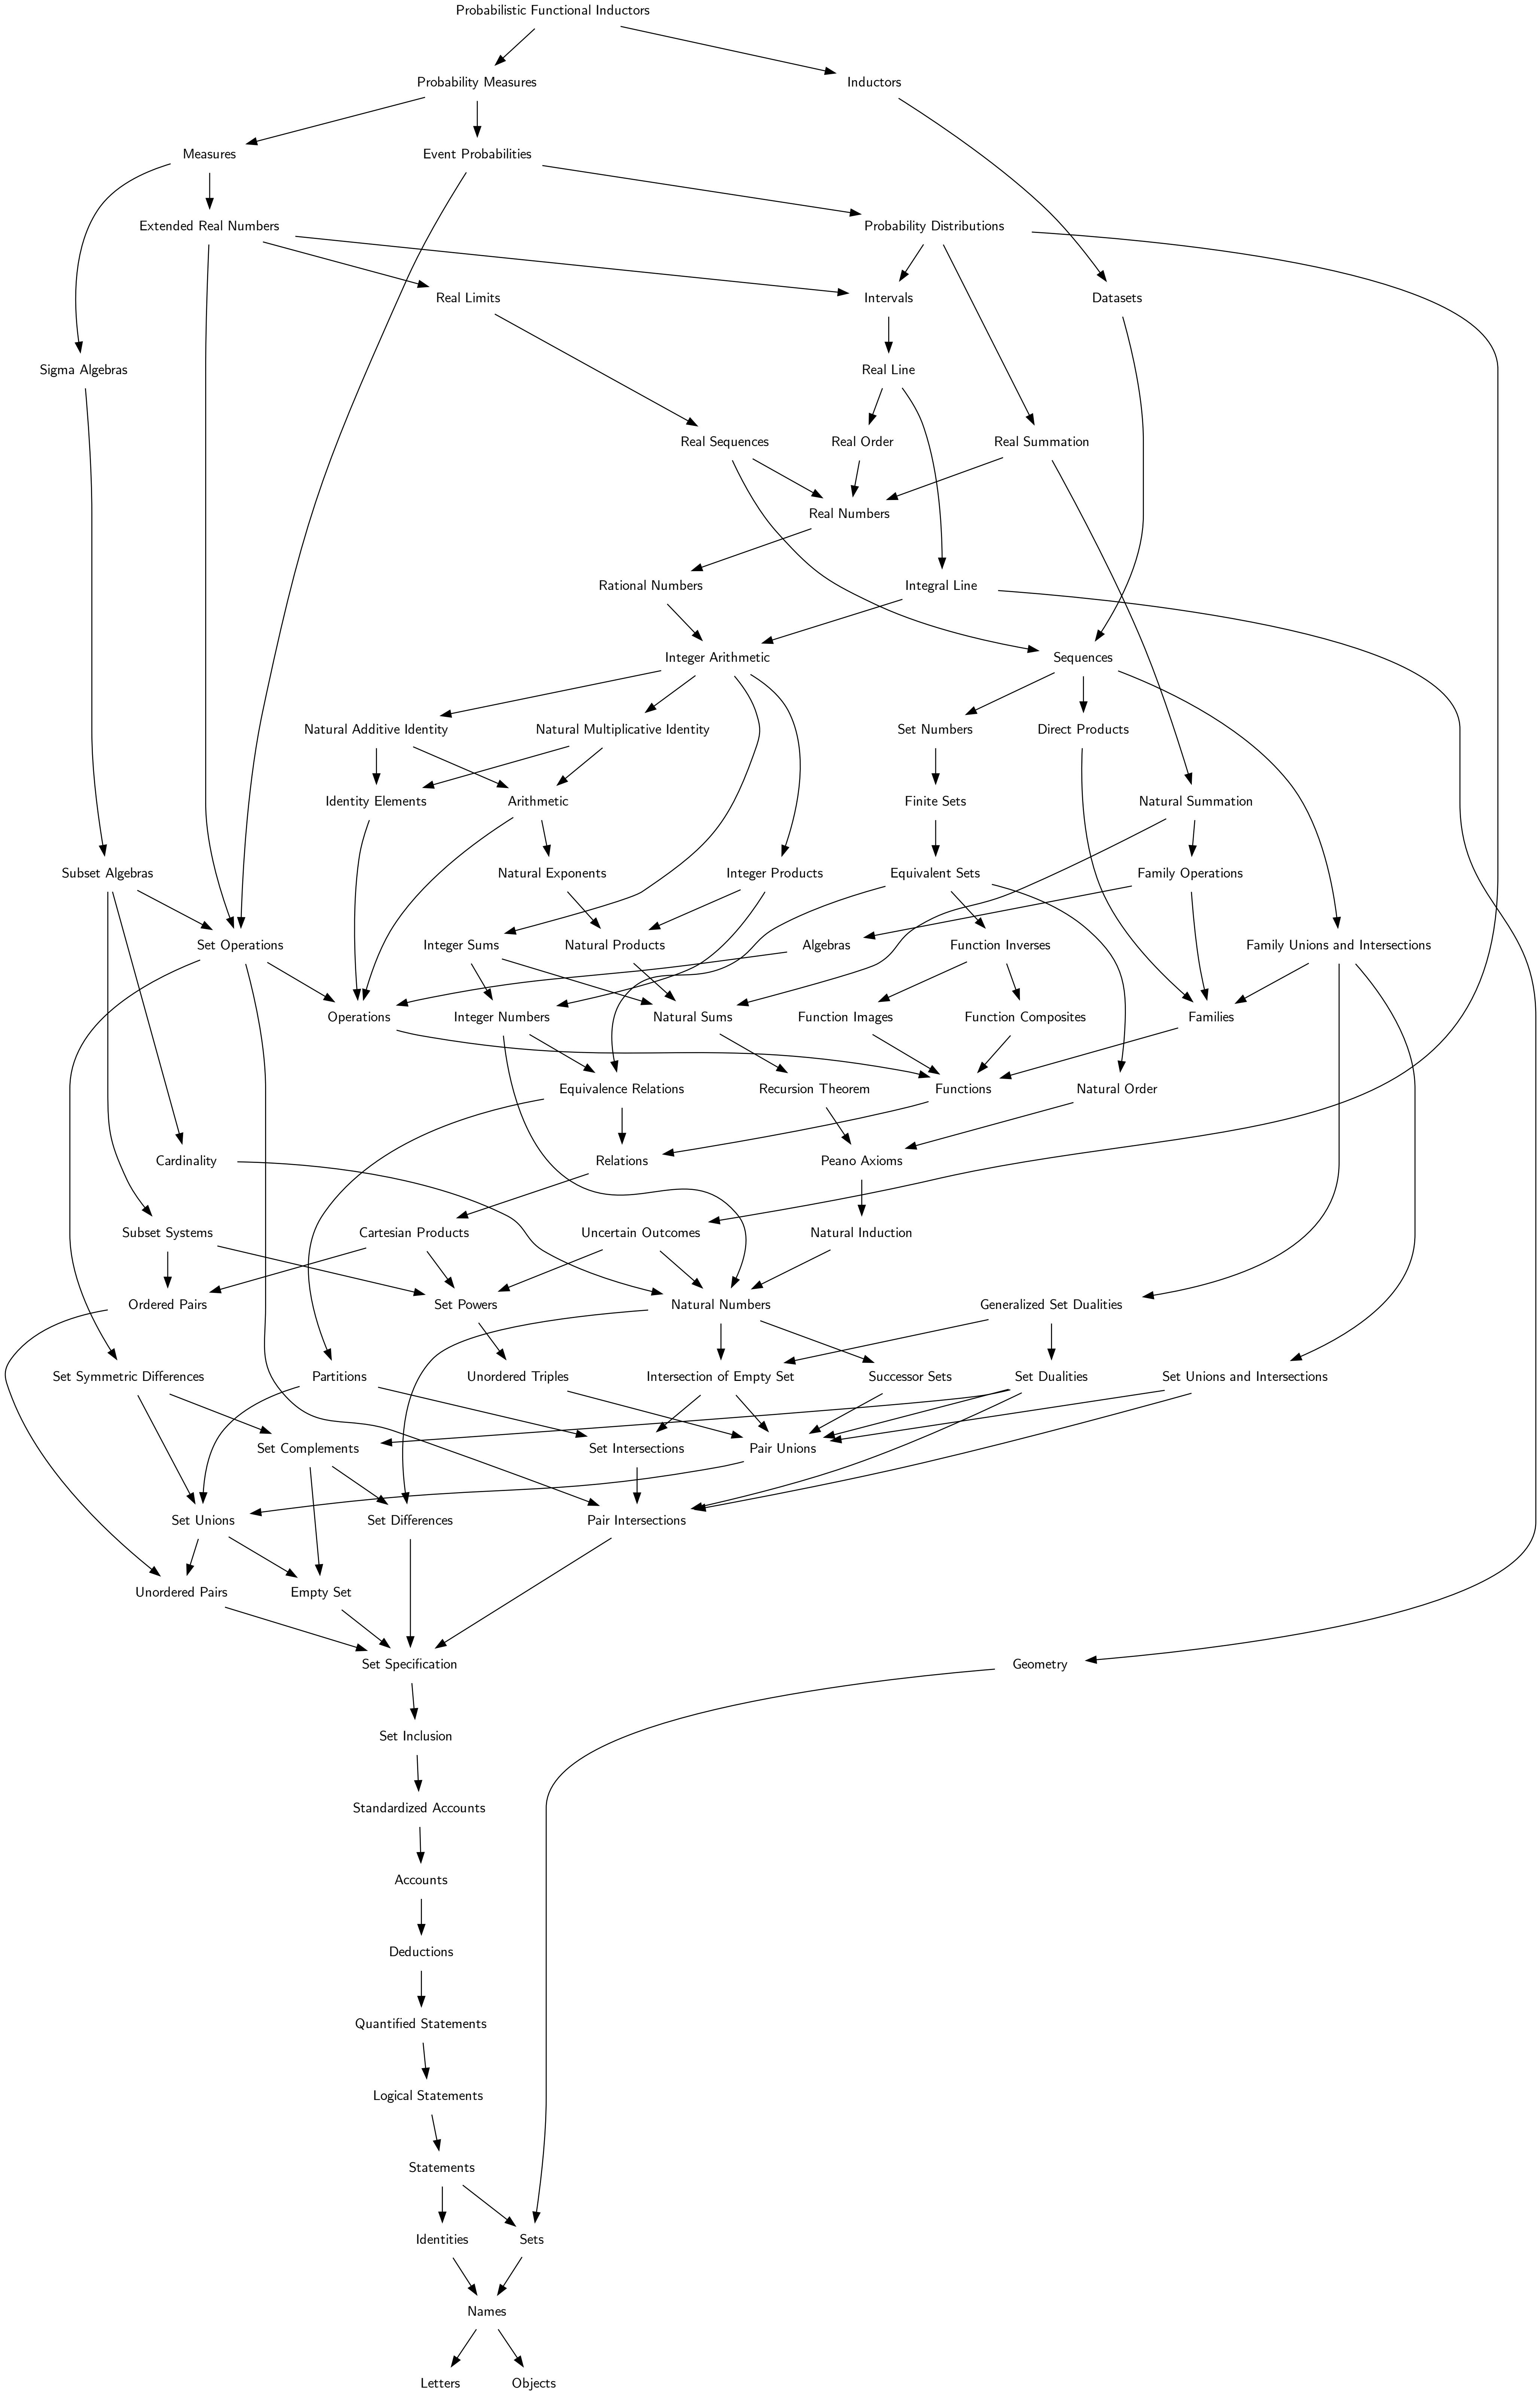 Probabilistic Functional Inductors
Probability Measures
Inductors
Measures
Event Probabilities
Extended Real Numbers
Probability Distributions
Real Limits
Intervals
Datasets
Sigma Algebras
Real Line
Real Sequences
Real Order
Real Summation
Real Numbers
Rational Numbers
Integral Line
Integer Arithmetic
Sequences
Natural Additive Identity
Natural Multiplicative Identity
Set Numbers
Direct Products
Identity Elements
Arithmetic
Finite Sets
Natural Summation
Subset Algebras
Natural Exponents
Integer Products
Equivalent Sets
Family Operations
Set Operations
Integer Sums
Natural Products
Algebras
Function Inverses
Family Unions and Intersections
Operations
Integer Numbers
Natural Sums
Function Images
Function Composites
Families
Equivalence Relations
Recursion Theorem
Functions
Natural Order
Cardinality
Relations
Peano Axioms
Subset Systems
Cartesian Products
Uncertain Outcomes
Natural Induction
Ordered Pairs
Set Powers
Natural Numbers
Generalized Set Dualities
Set Symmetric Differences
Partitions
Unordered Triples
Intersection of Empty Set
Successor Sets
Set Dualities
Set Unions and Intersections
Set Complements
Set Intersections
Pair Unions
Set Unions
Set Differences
Pair Intersections
Unordered Pairs
Empty Set
Set Specification
Geometry
Set Inclusion
Standardized Accounts
Accounts
Deductions
Quantified Statements
Logical Statements
Statements
Identities
Sets
Names
Letters
Objects